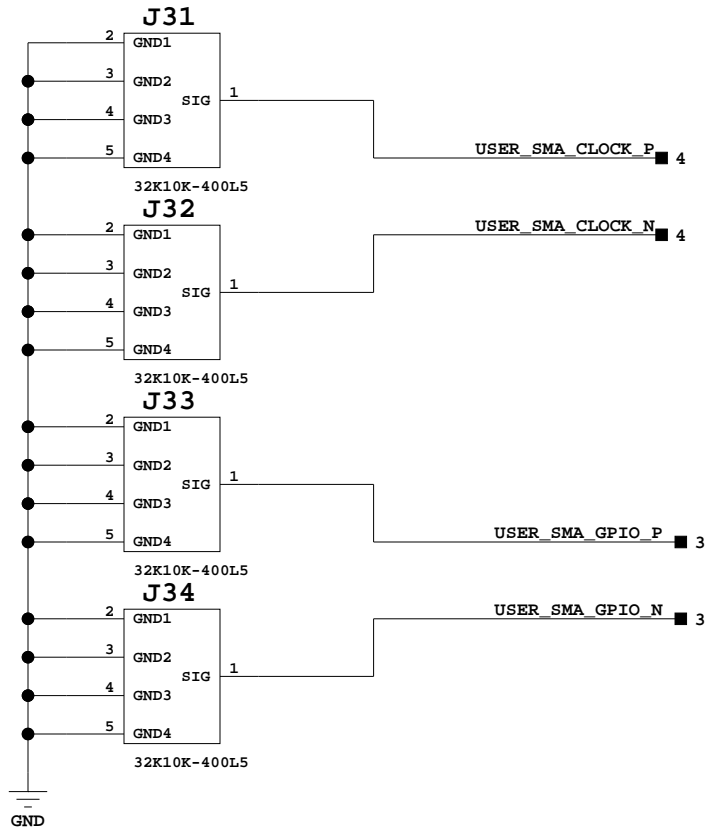 J31
2 GND1
3 GND2
SIG 1
4 GND3
5 GND4
USER_SMA_CLOCK_P 4
32K10K-400L5
J32
2 GND1
USER_SMA_CLOCK_N 4
3 GND2
SIG 1
4 GND3
5 GND4
32K10K-400L5
J33
2 GND1
3 GND2
SIG 1
4 GND3
5 GND4
USER_SMA_GPIO_P 3
32K10K-400L5
J34
2 GND1
USER_SMA_GPIO_N 3
3 GND2
SIG 1
4 GND3
5 GND4
32K10K-400L5
GND